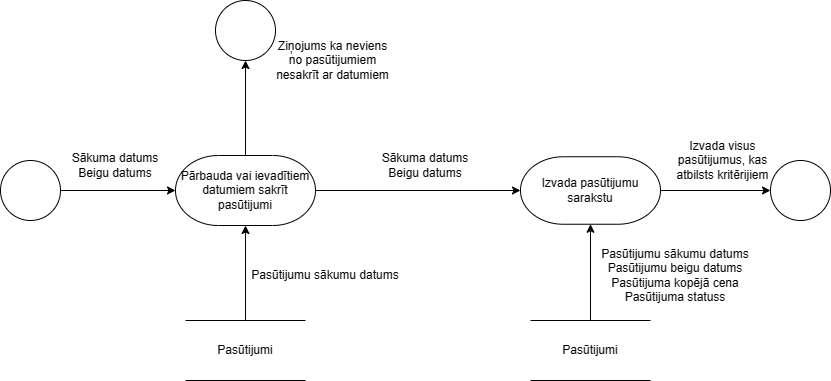 Ziņojums ka neviens
no pasūtijumiem
nesakrīt ar datumiem
Sākuma datums
Beigu datums
Pārbauda vai ievadītiem
datumiem sakrīt
pasūtījumi
Sākuma datums
Beigu datums
Izvada pasūtījumu
sarakstu
Izvada visus
pasūtījumus, kas
atbilsts kritērijiem
Pasūtījumu sākumu datums
Pasūtījumu sākumu datums
Pasūtījumu beigu datums
Pasūtījuma kopējā cena
Pasūtījuma statuss
Pasūtījumi
Pasūtījumi